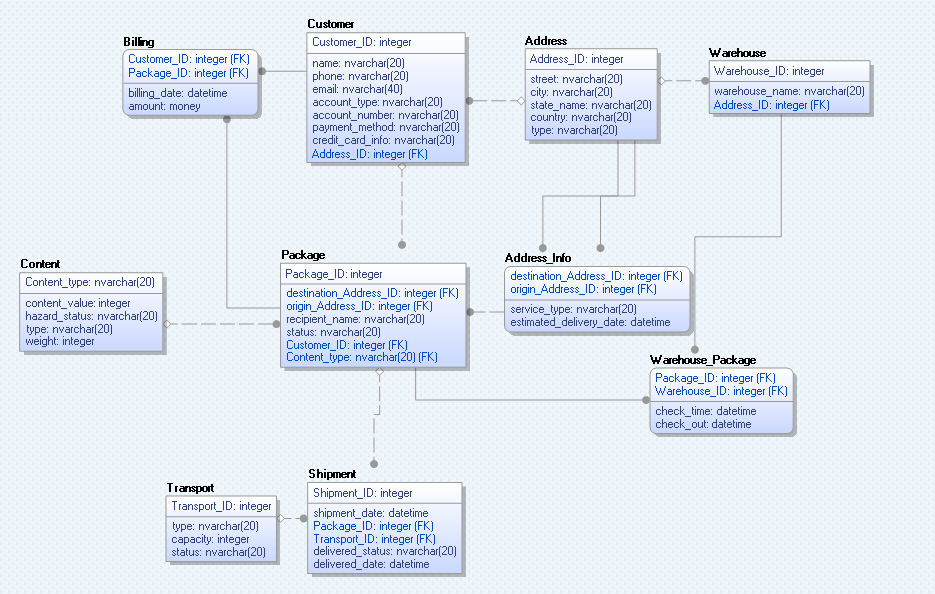 Billing
Customer_ID: integer (FK)
Package_ID: integer (FK)
billing_date: datetime
amount: money
Customer
Customer_ID: integer
name: nvarchar(20)
phone: nvarchar(20)
email: nvarchar(40)
account_type: nvarchar(20)
account_number: nvarchar(20)
payment_method: nvarchar(20)
credit_card_info: nvarchar(20)
Address_ID: integer (FK)
Address
Address_ID: integer
street: nvarchar(20)
city: nvarchar(20)
state_name: nvarchar(20)
country: nvarchar(20)
type: nvarchar(20)
Warehouse
Warehouse_ID: integer
warehouse_name: nvarchar(20)
Address_ID: integer (FK)
Content
Content_type: nvarchar(20)
content_value: integer
hazard_status: nvarchar(20)
type: nvarchar(20)
weight: integer
Package
Package_ID: integer
destination_Address_ID: integer (FK)
origin_Address_ID: integer (FK)
recipient_name: nvarchar(20)
status: nvarchar(20)
Customer_ID: integer (FK)
Content_type: nvarchar(20) (FK)
Address_Info
destination_Address_ID: integer (FK)
origin_Address_ID: integer (FK)
service_type: nvarchar(20)
estimated_delivery_date: datetime
Warehouse_Package
Package_ID: integer (FK)
Warehouse_ID: integer (FK)
check_time: datetime
check_out: datetime
Transport
Transport_ID: integer
type: nvarchar(20)
capacity: integer
status: nvarchar(20)
Shipment
Shipment_ID: integer
shipment_date: datetime
Package_ID: integer (FK)
Transport_ID: integer (FK)
delivered_status: nvarchar(20)
delivered_date: datetime